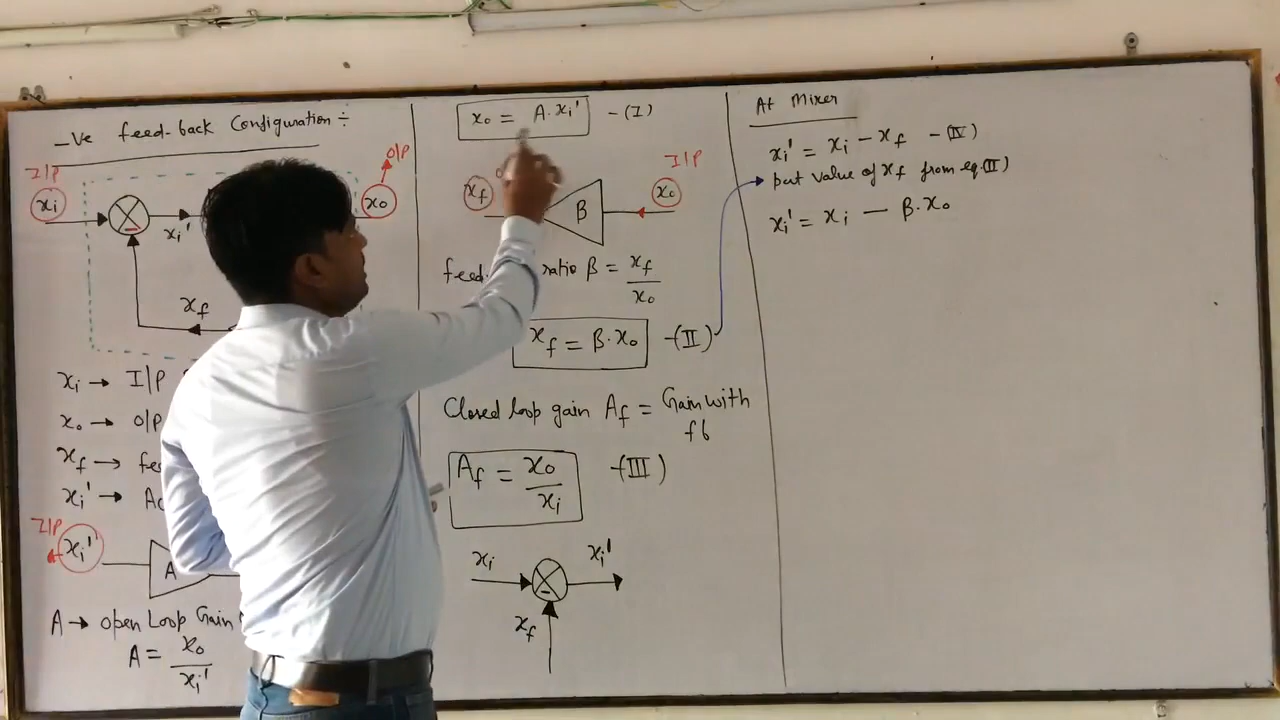 -Ve feed-back Configuration ÷
I/P
O/P
xi
xi'
xo
xf
xi → I/P
xo → O/P
xf →
xi' →
I/P
xi'
A
A → open Loop Gain
A = xo / xi'
xo = A·xi' -(I)
I/P
xf
β
xo
ratio β = xf / xo
xf = β·xo -(II)
Closed loop gain Af = Gain with
fb
Af = xo / xi -(III)
xi
xi'
xf
At Mixer
xi' = xi - xf -(IV)
put value of xf from eq.(II)
xi' = xi — β·xo